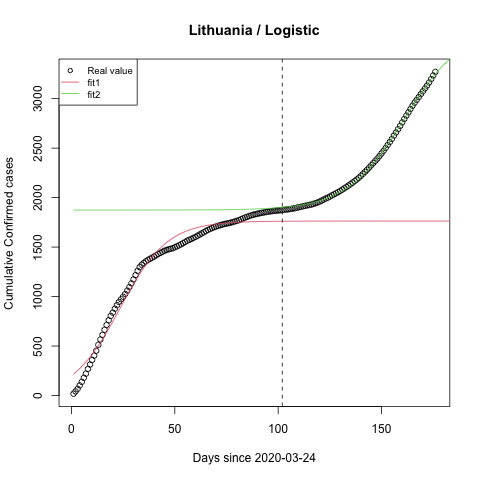 Lithuania / Logistic
Real value
fit1
fit2
Cumulative Confirmed cases
0
500
1000
1500
2000
2500
3000
0 50 100 150
Days since 2020-03-24